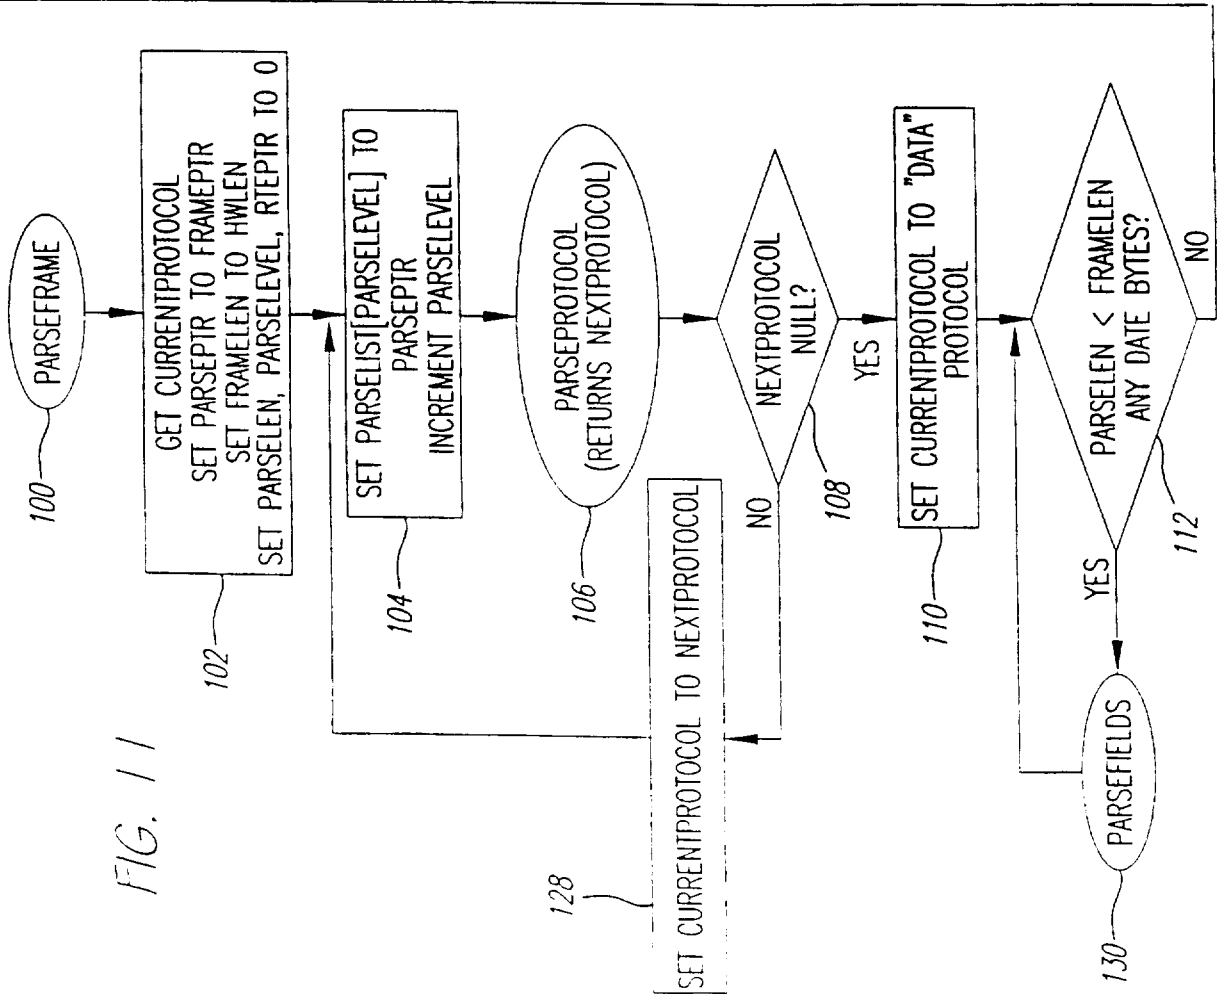 FIG. 11
PARSEFRAME
100
GET CURRENTPROTOCOL
SET PARSEPTR TO FRAMEPTR
SET FRAMELEN TO HWLEN
SET PARSELEN, PARSELEVEL, RTEPTR TO 0
102
SET PARSELIST[PARSELEVEL] TO
PARSEPTR
INCREMENT PARSELEVEL
104
PARSEPROTOCOL
(RETURNS NEXTPROTOCOL)
106
NEXTPROTOCOL
NULL?
108
NO
YES
SET CURRENTPROTOCOL TO NEXTPROTOCOL
128
SET CURRENTPROTOCOL TO "DATA"
PROTOCOL
110
PARSELEN < FRAMELEN
ANY DATE BYTES?
112
YES
NO
PARSEFIELDS
130